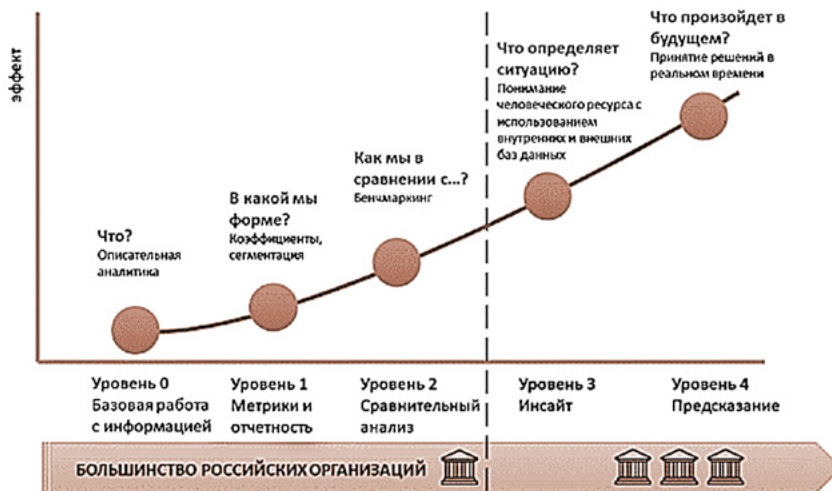 эффект
Что?
Описательная
аналитика
В какой мы
форме?
Коэффициенты,
сегментация
Как мы в
сравнении с...?
Бенчмаркинг
Что определяет
ситуацию?
Понимание
человеческого ресурса с
использованием
внутренних и внешних
баз данных
Что произойдет в
будущем?
Принятие решений в
реальном времени
Уровень 0
Базовая работа
с информацией
Уровень 1
Метрики и
отчетность
Уровень 2
Сравнительный
анализ
Уровень 3
Инсайт
Уровень 4
Предсказание
БОЛЬШИНСТВО РОССИЙСКИХ ОРГАНИЗАЦИЙ